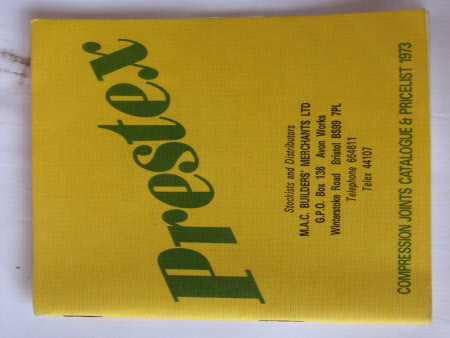 Prestex
Stockists and Distributors
M.A.C. BUILDERS' MERCHANTS LTD
G.P.O. Box 136 Avon Works
Winterstoke Road Bristol BS99 7PL
Telephone 664611
Telex 44107
COMPRESSION JOINTS CATALOGUE & PRICELIST 1973